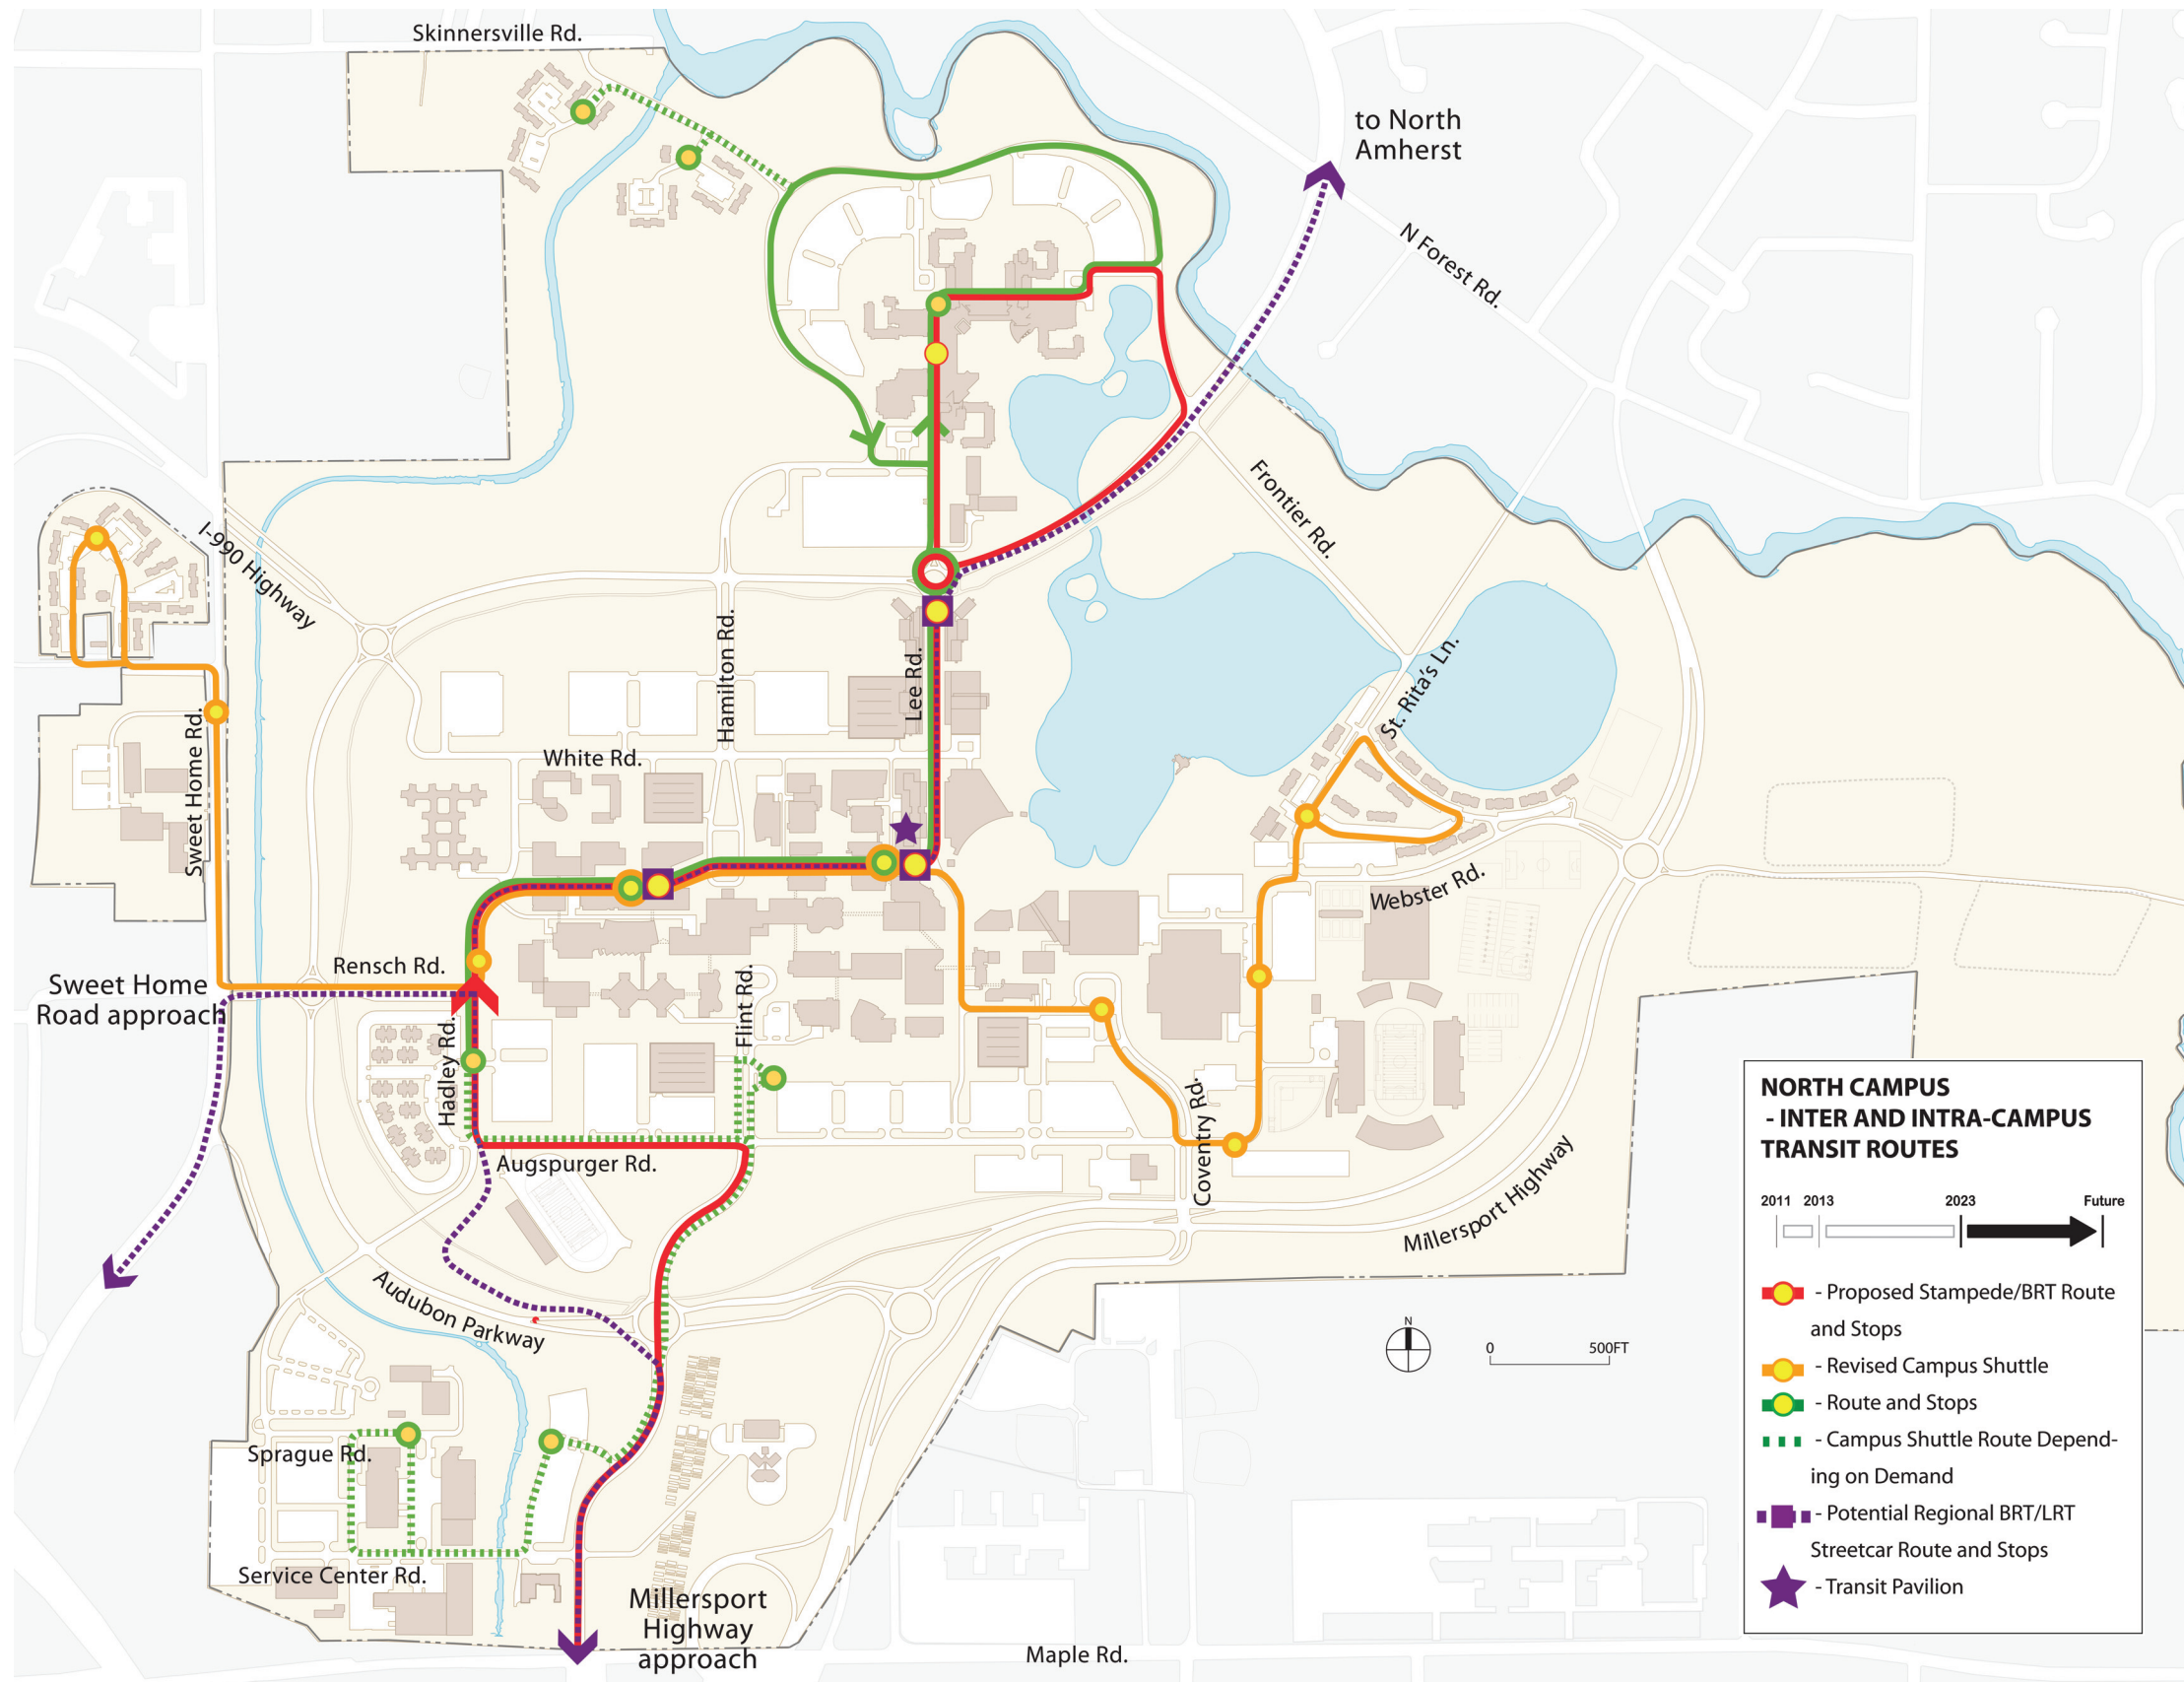 Skinnersville Rd.
to North
Amherst
N Forest Rd.
I-990 Highway
Frontier Rd.
Hamilton Rd.
Lee Rd.
St. Rita's Ln.
Sweet Home Rd.
White Rd.
Webster Rd.
Rensch Rd.
Sweet Home
Road approach
Flint Rd.
Hadley Rd.
Coventry Rd.
Augspurger Rd.
Millersport Highway
Audubon Parkway
Sprague Rd.
Service Center Rd.
Millersport
Highway
approach
Maple Rd.
N
0 500FT
NORTH CAMPUS
- INTER AND INTRA-CAMPUS
TRANSIT ROUTES
2011 2013 2023 Future
- Proposed Stampede/BRT Route
and Stops
- Revised Campus Shuttle
- Route and Stops
- Campus Shuttle Route Depend-
ing on Demand
- Potential Regional BRT/LRT
Streetcar Route and Stops
- Transit Pavilion